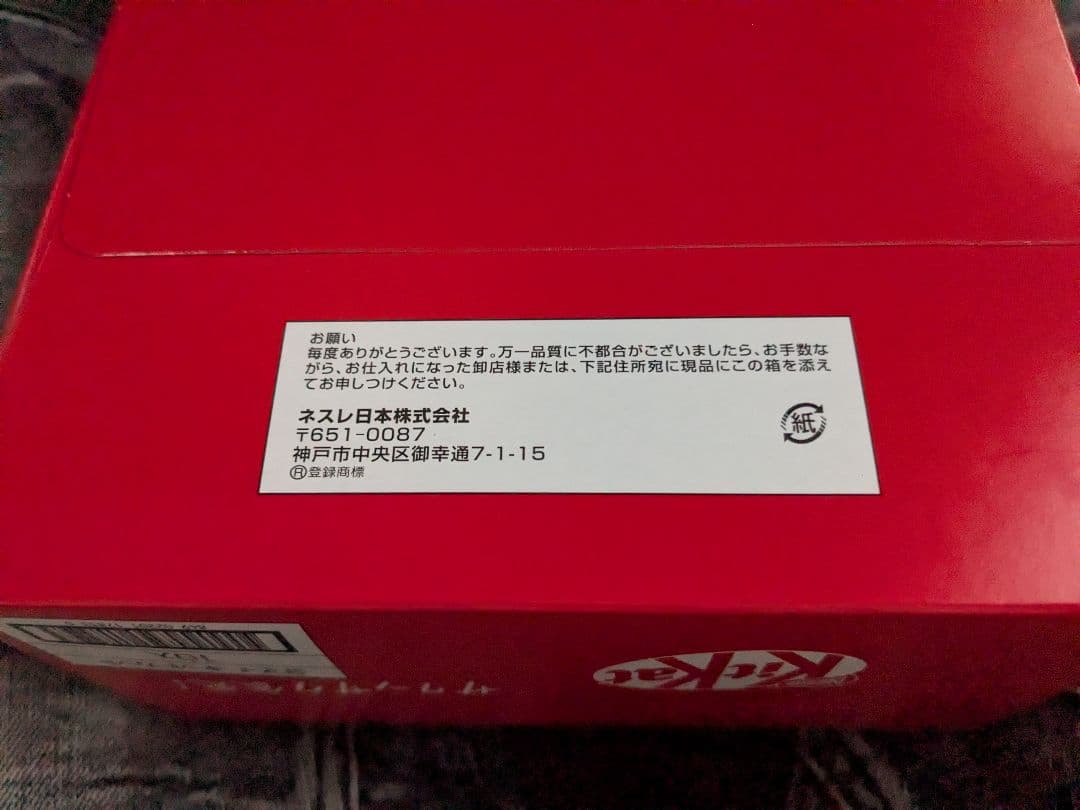 お願い
毎度ありがとうございます。万一品質に不都合がございましたら、お手数な
がら、お仕入れになった卸店様または、下記住所宛に現品にこの箱を添え
てお申しつけください。
ネスレ日本株式会社
〒651-0087
神戸市中央区御幸通7-1-15
Ⓡ登録商標
紙
KitKat